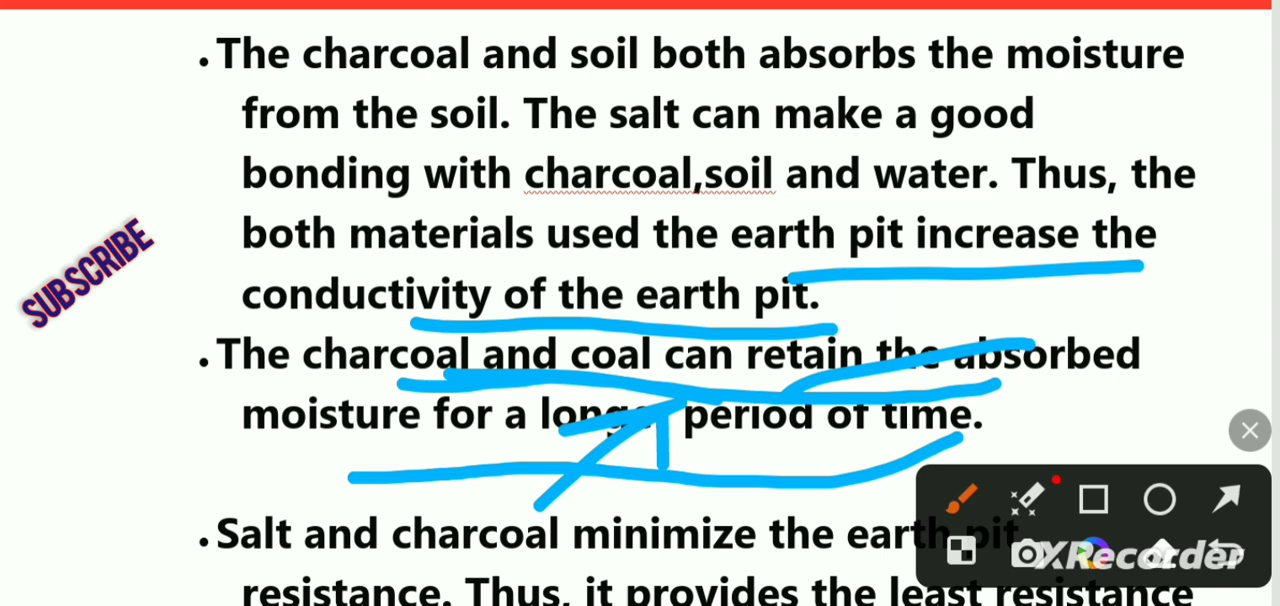 • The charcoal and soil both absorbs the moisture
from the soil. The salt can make a good
bonding with charcoal,soil and water. Thus, the
both materials used the earth pit increase the
conductivity of the earth pit.
• The charcoal and coal can retain the absorbed
moisture for a longer period of time.
• Salt and charcoal minimize the earth pit
resistance. Thus, it provides the least resistance
SUBSCRIBE
XRecorder